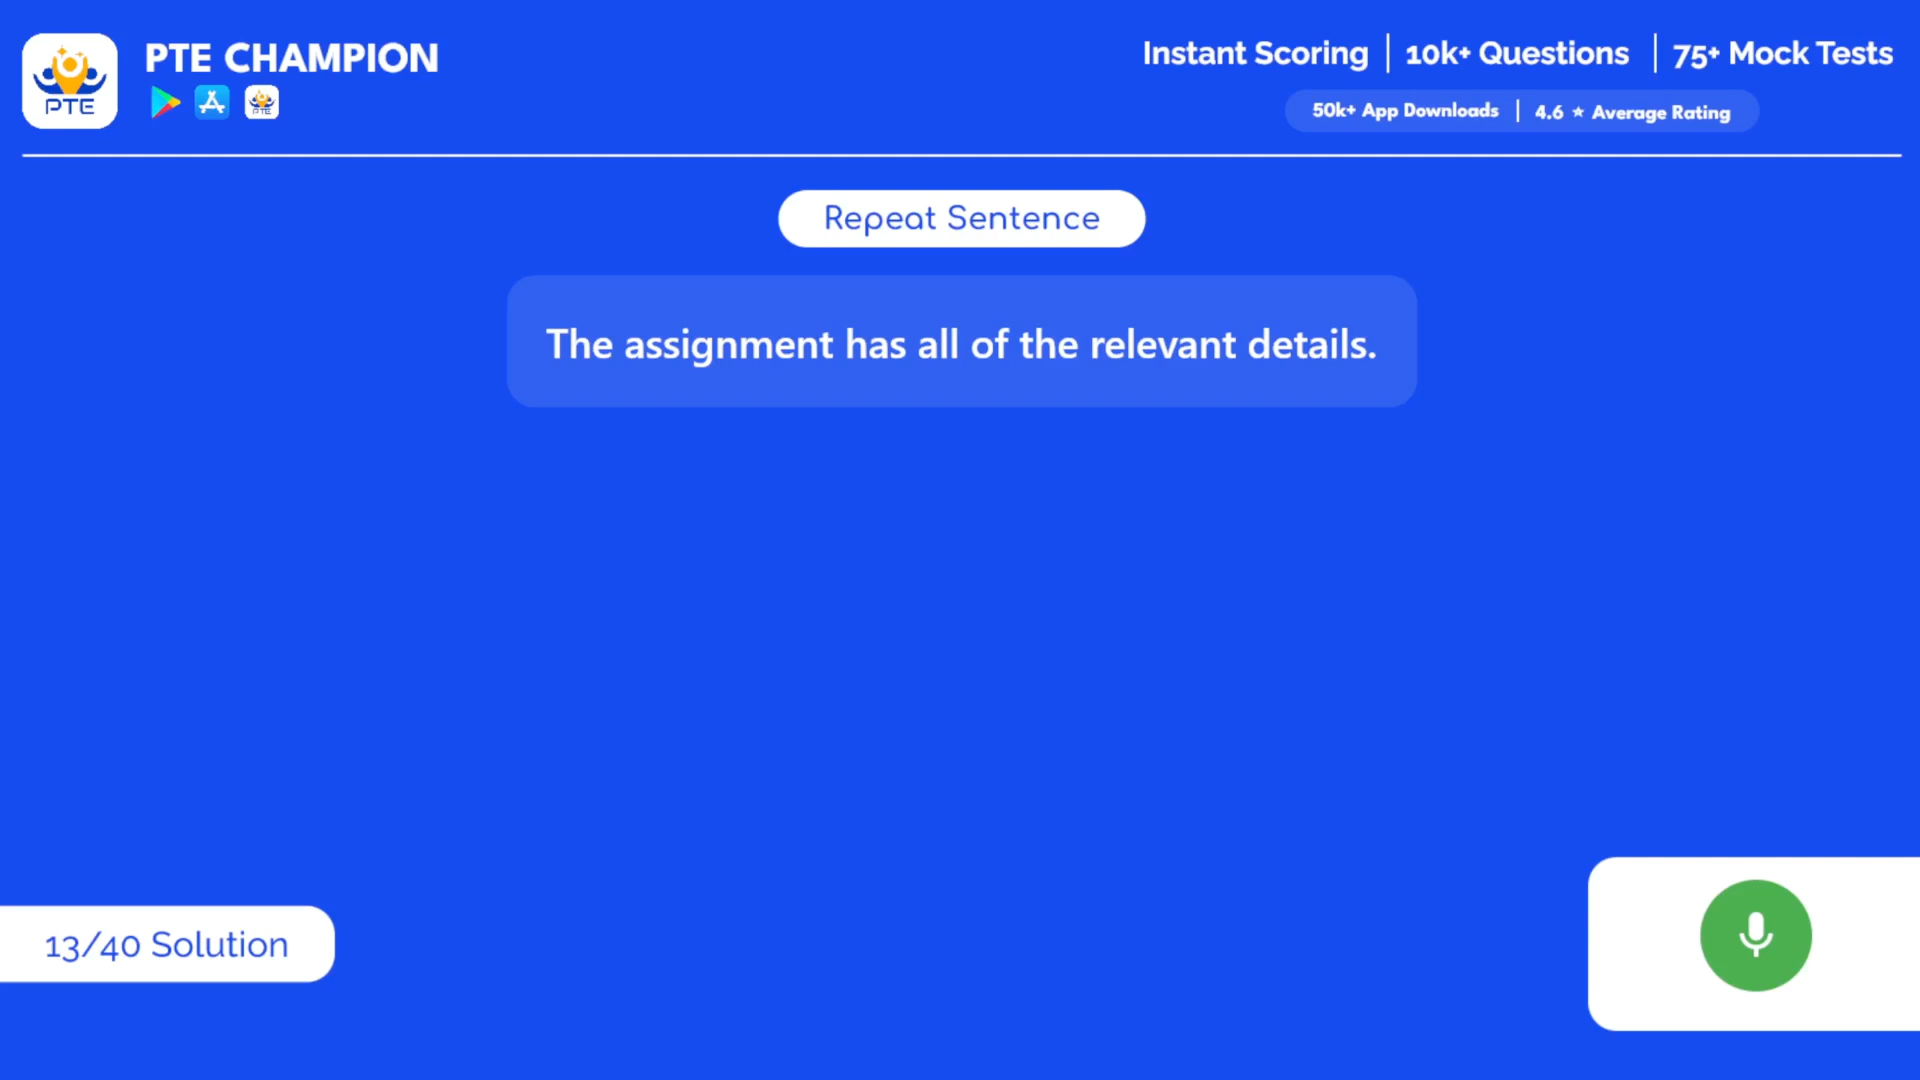 PTE CHAMPION
PTE
PTE
Instant Scoring | 10k+ Questions | 75+ Mock Tests
50k+ App Downloads | 4.6 ★ Average Rating
Repeat Sentence
The assignment has all of the relevant details.
13/40 Solution